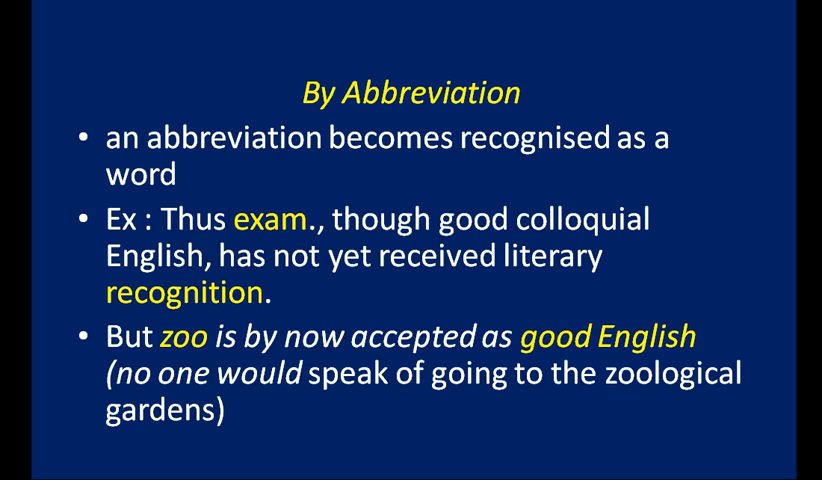 By Abbreviation
• an abbreviation becomes recognised as a
word
• Ex : Thus exam., though good colloquial
English, has not yet received literary
recognition.
• But zoo is by now accepted as good English
(no one would speak of going to the zoological
gardens)